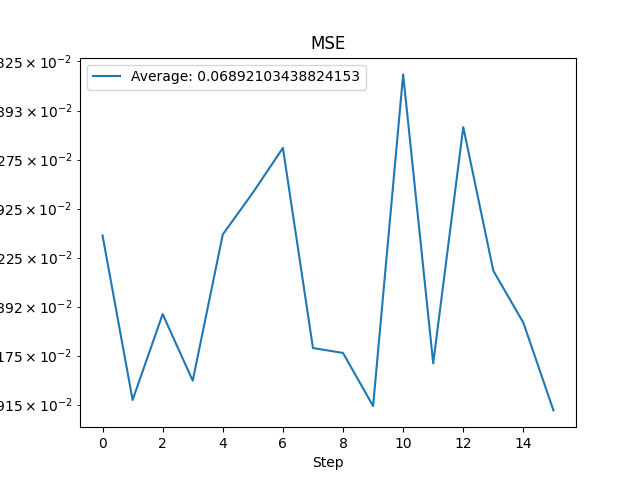 MSE
Average: 0.06892103438824153
325 × 10⁻²
893 × 10⁻²
275 × 10⁻²
925 × 10⁻²
225 × 10⁻²
892 × 10⁻²
175 × 10⁻²
915 × 10⁻²
0 2 4 6 8 10 12 14
Step